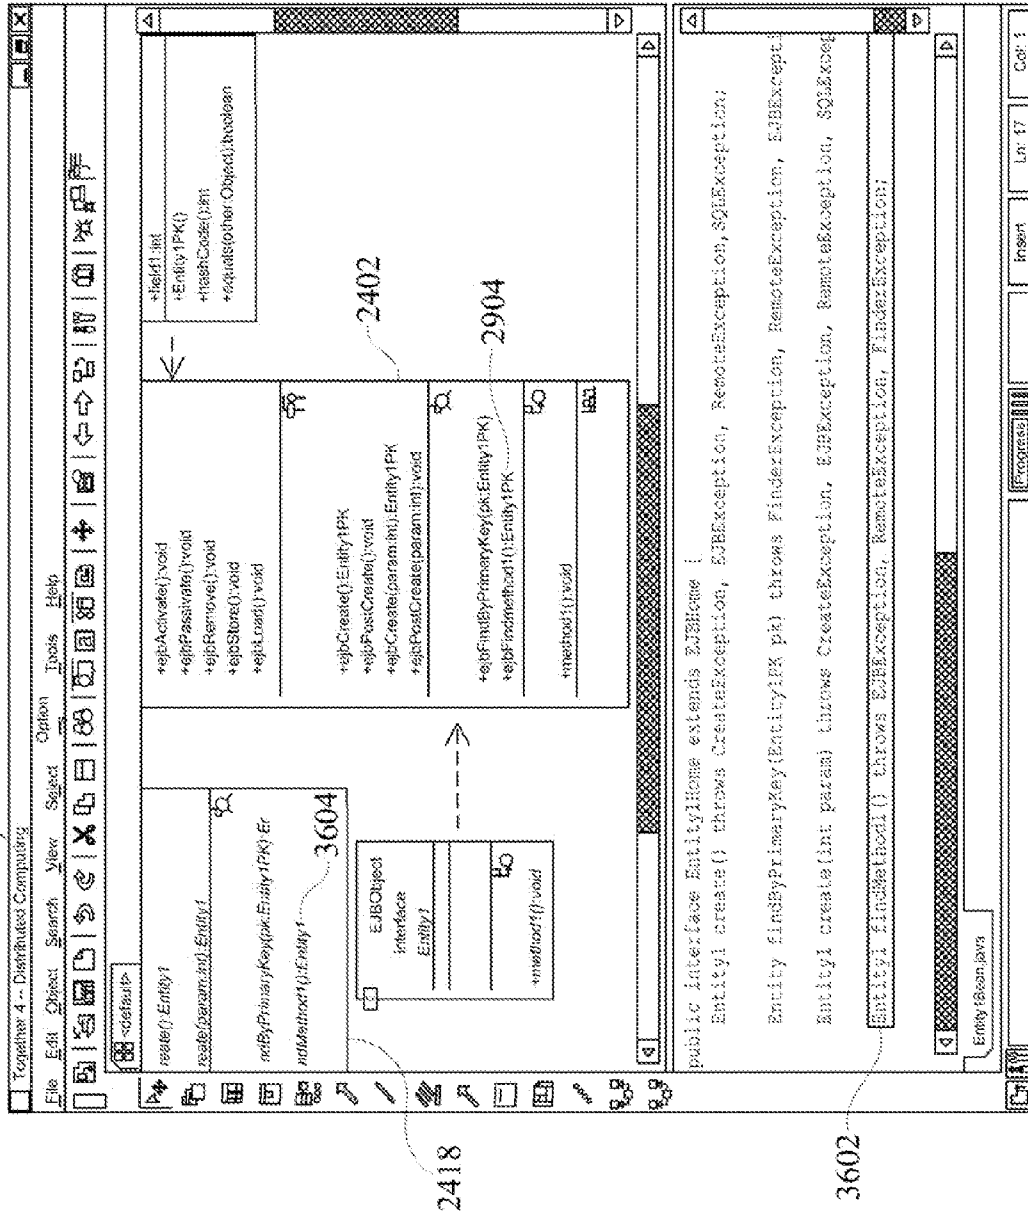 Together 4 -- Distributed Computing
File Edit Object Search View Select Option Tools Help
<default>
reate():Entity1
reate(param:int):Entity1
ndByPrimaryKey(pk:Entity1PK):Er
ndMethod1():Entity1
3604
2418
EJBObject
interface
Entity1
+method1():void
+ejbActivate():void
+ejbPassivate():void
+ejbRemove():void
+ejbStore():void
+ejbLoad():void
+ejbCreate():Entity1PK
+ejbPostCreate():void
+ejbCreate(param:int):Entity1PK
+ejbPostCreate(param:int):void
+ejbFindByPrimaryKey(pk:Entity1PK)
+ejbFindmethod1():Entity1PK
+method1():void
2402
2904
+field1:int
+Entity1PK()
+hashCode():int
+equals(other:Object):boolean
public interface Entity1Home extends EJBHome {
Entity1 create() throws CreateException, EJBException, RemoteException,SQLException;
Entity findByPrimaryKey(Entity1PK pk) throws FinderException, RemoteException, EJBExcepti
Entity1 create(int param) throws CreateException, EJBException, RemoteException, SQLExcep
Entity1 findMethod1() throws EJBException, RemoteException, FinderException;
3602
Entity1Bean.java
Progress
Insert
Ln: 17
Col: 1